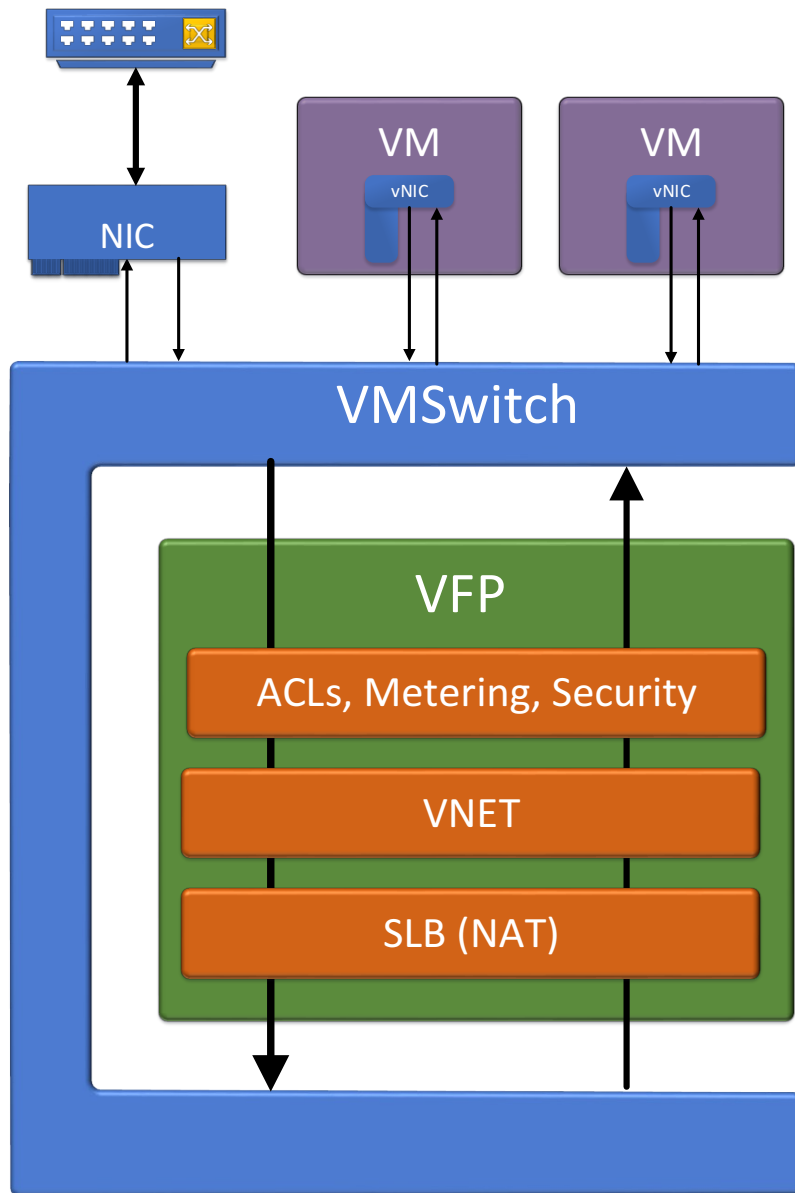 VM
VM
vNIC
vNIC
NIC
VMSwitch
VFP
ACLs, Metering, Security
VNET
SLB (NAT)